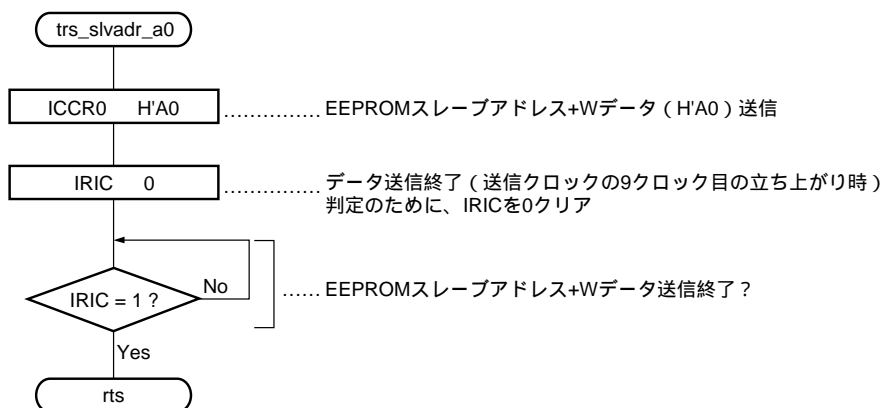 trs_slvadr_a0
ICCR0 H'A0 ............... EEPROMスレーブアドレス+Wデータ（H'A0）送信
IRIC 0 ............... データ送信終了（送信クロックの9クロック目の立ち上がり時）
判定のために、IRICを0クリア
IRIC = 1 ? No ...... EEPROMスレーブアドレス+Wデータ送信終了？
Yes
rts